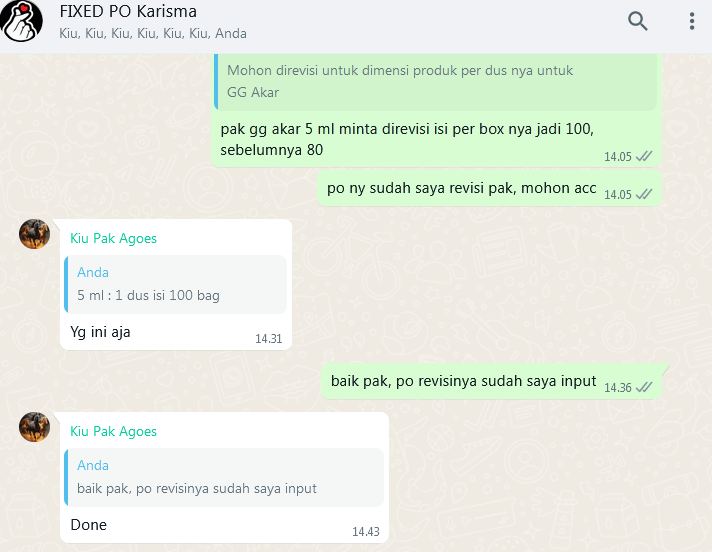 FIXED PO Karisma
Kiu, Kiu, Kiu, Kiu, Kiu, Kiu, Anda
Mohon direvisi untuk dimensi produk per dus nya untuk
GG Akar
pak gg akar 5 ml minta direvisi isi per box nya jadi 100,
sebelumnya 80
14.05
po ny sudah saya revisi pak, mohon acc
14.05
Kiu Pak Agoes
Anda
5 ml : 1 dus isi 100 bag
Yg ini aja
14.31
baik pak, po revisinya sudah saya input
14.36
Kiu Pak Agoes
Anda
baik pak, po revisinya sudah saya input
Done
14.43